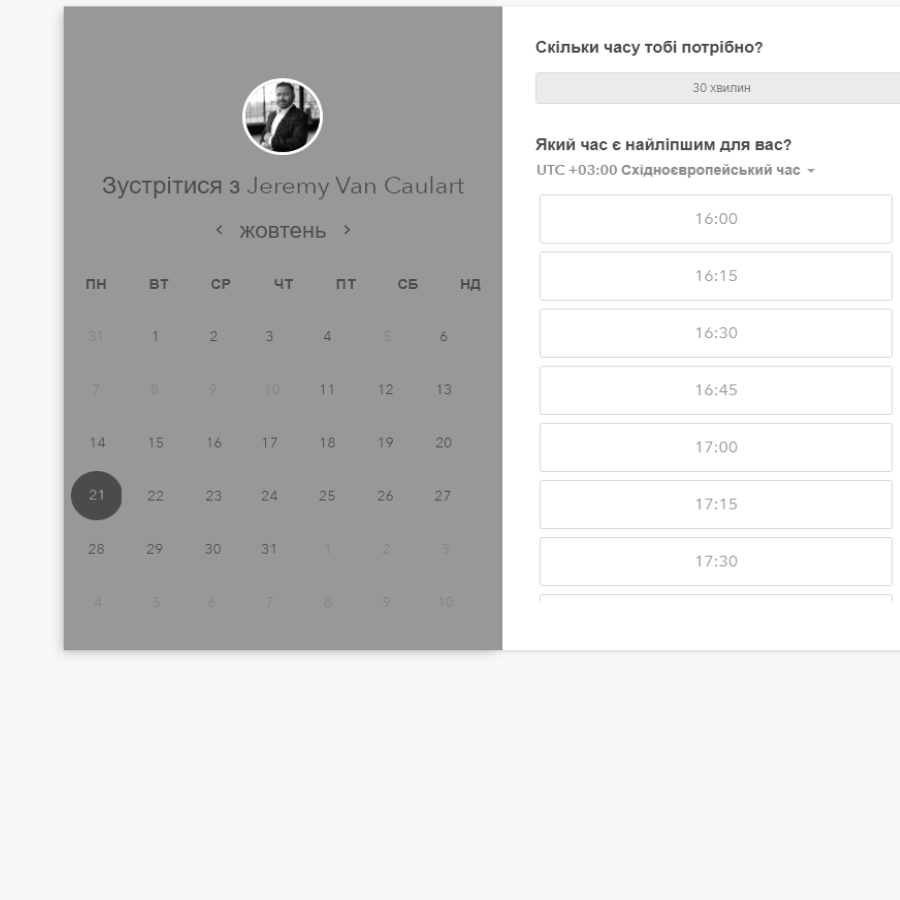 Зустрітися з Jeremy Van Caulart
жовтень
ПН ВТ СР ЧТ ПТ СБ НД
31 1 2 3 4 5 6
7 8 9 10 11 12 13
14 15 16 17 18 19 20
21 22 23 24 25 26 27
28 29 30 31 1 2 3
4 5 6 7 8 9 10
Скільки часу тобі потрібно?
30 хвилин
Який час є найліпшим для вас?
UTC +03:00 Східноєвропейський час
16:00
16:15
16:30
16:45
17:00
17:15
17:30